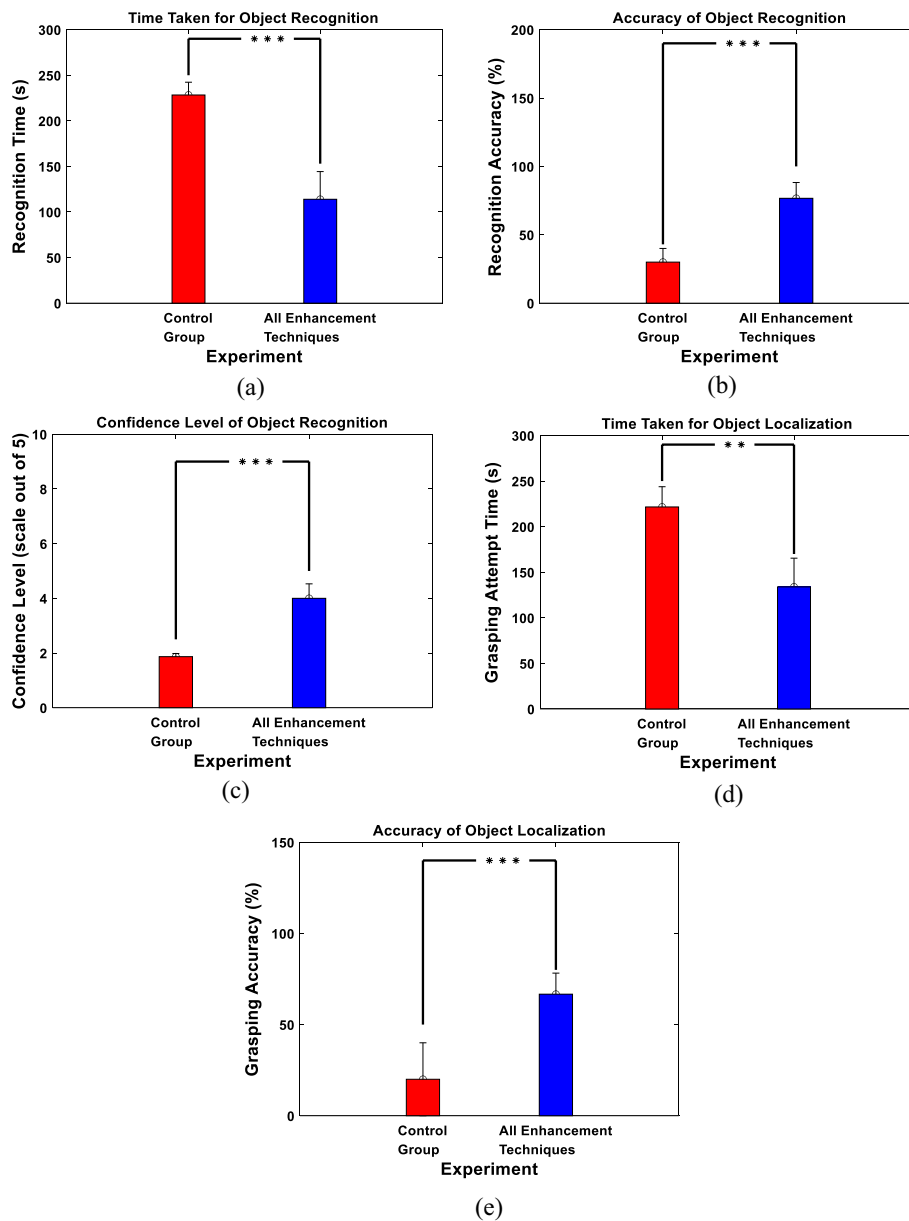 Time Taken for Object Recognition
300
250
200
150
100
50
0
Recognition Time (s)
***
Control Group
All Enhancement Techniques
Experiment
(a)
Accuracy of Object Recognition
200
150
100
50
0
Recognition Accuracy (%)
***
Control Group
All Enhancement Techniques
Experiment
(b)
Confidence Level of Object Recognition
10
8
6
4
2
0
Confidence Level (scale out of 5)
***
Control Group
All Enhancement Techniques
Experiment
(c)
Time Taken for Object Localization
300
250
200
150
100
50
0
Grasping Attempt Time (s)
**
Control Group
All Enhancement Techniques
Experiment
(d)
Accuracy of Object Localization
150
100
50
0
Grasping Accuracy (%)
***
Control Group
All Enhancement Techniques
Experiment
(e)